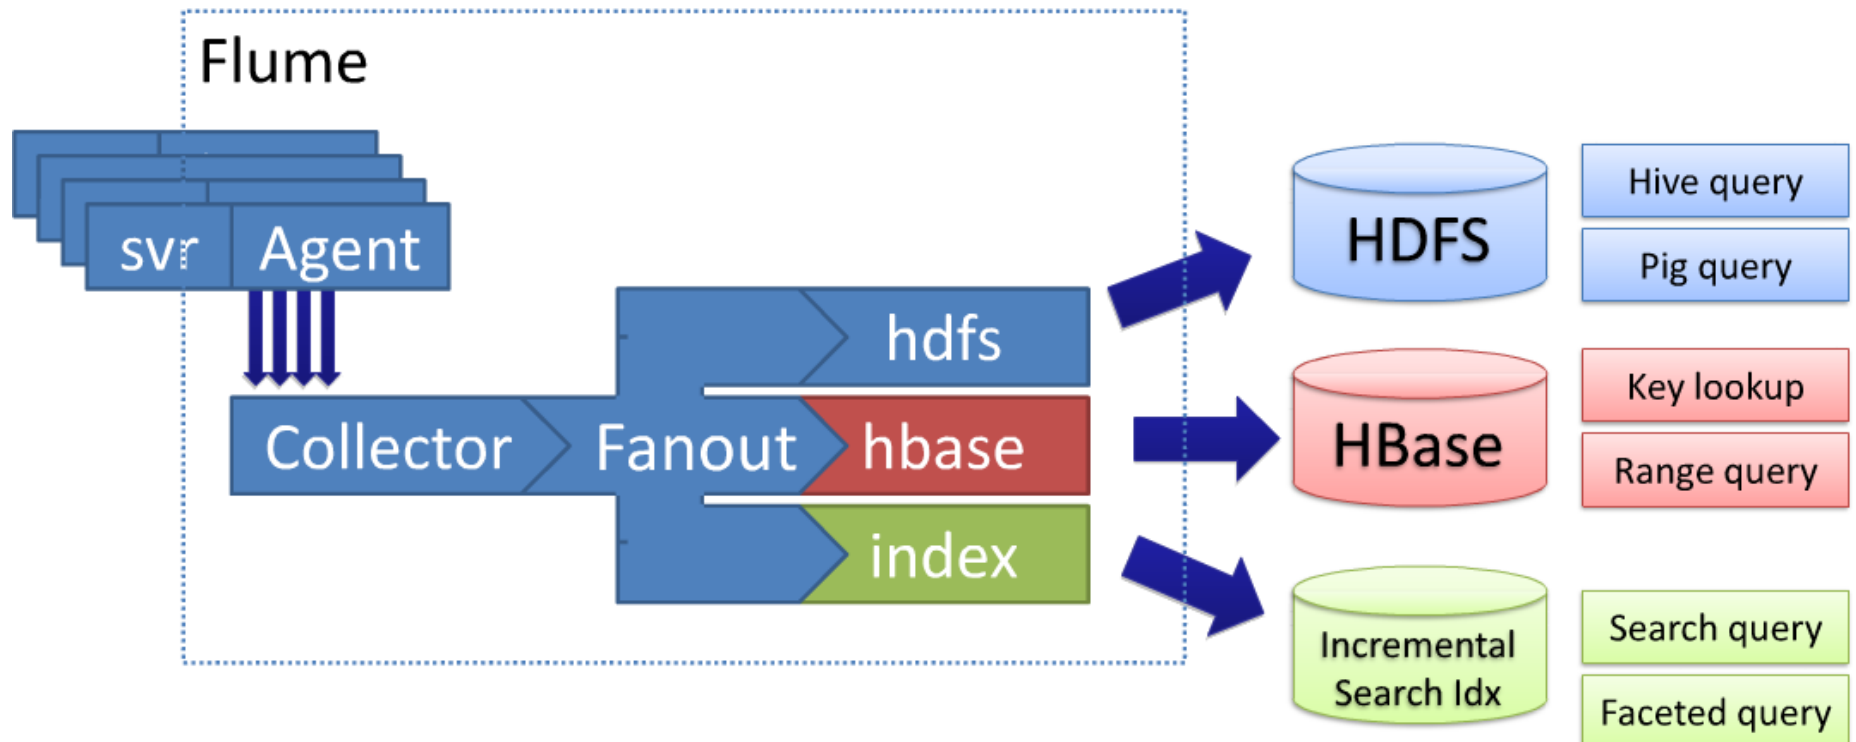 Flume
svr Agent
Collector Fanout
hdfs
hbase
index
HDFS
Hive query
Pig query
HBase
Key lookup
Range query
Incremental
Search Idx
Search query
Faceted query